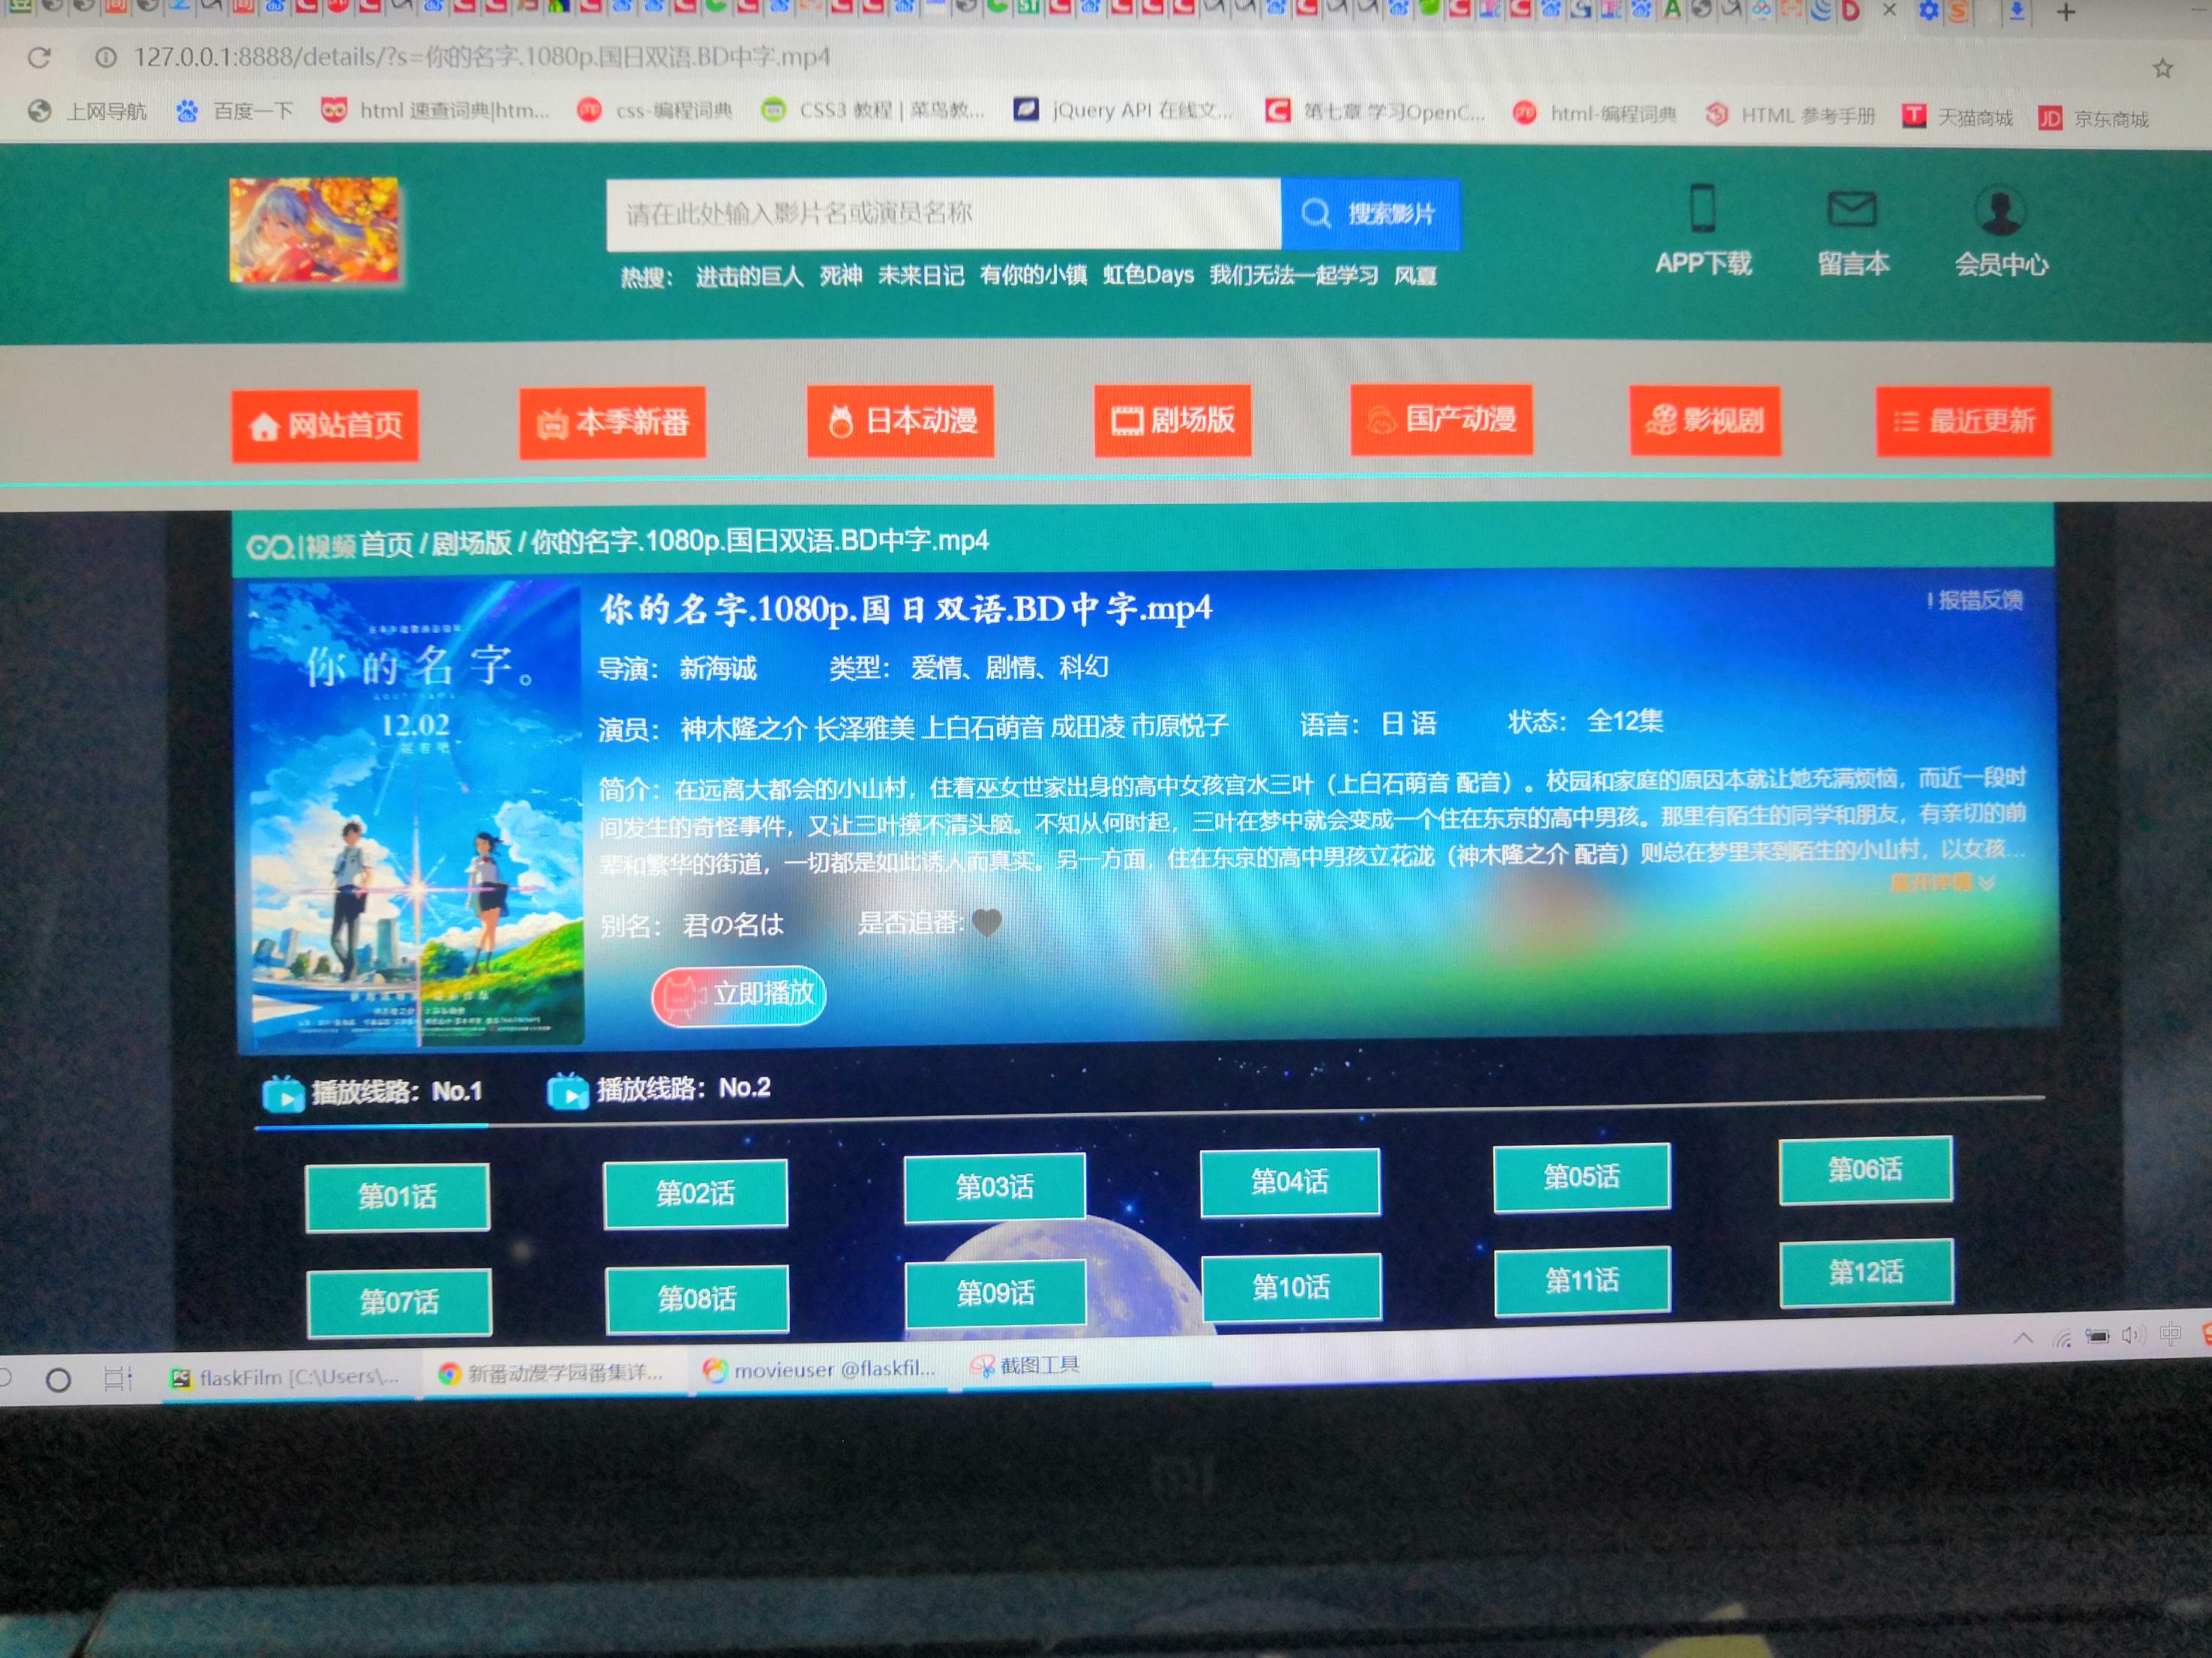 127.0.0.1:8888/details/?s=你的名字.1080p.国日双语.BD中字.mp4
上网导航 百度一下 html 速查词典|htm... css-编程词典 CSS3 教程 | 菜鸟教... jQuery API 在线文... 第七章 学习OpenC... html-编程词典 HTML 参考手册 天猫商城 京东商城
请在此处输入影片名或演员名称 搜索影片
热搜： 进击的巨人 死神 未来日记 有你的小镇 虹色Days 我们无法一起学习 风夏
APP下载 留言本 会员中心
网站首页 本季新番 日本动漫 剧场版 国产动漫 影视剧 最近更新
视频 首页 / 剧场版 / 你的名字.1080p.国日双语.BD中字.mp4
你的名字。
12.02
你的名字.1080p.国日双语.BD中字.mp4
! 报错反馈
导演： 新海诚 类型： 爱情、剧情、科幻
演员： 神木隆之介 长泽雅美 上白石萌音 成田凌 市原悦子 语言： 日 语 状态： 全12集
简介：在远离大都会的小山村，住着巫女世家出身的高中女孩宫水三叶（上白石萌音 配音）。校园和家庭的原因本就让她充满烦恼，而近一段时
间发生的奇怪事件，又让三叶摸不清头脑。不知从何时起，三叶在梦中就会变成一个住在东京的高中男孩。那里有陌生的同学和朋友，有亲切的前
辈和繁华的街道，一切都是如此诱人而真实。另一方面，住在东京的高中男孩立花泷（神木隆之介 配音）则总在梦里来到陌生的小山村，以女孩...
展开详情
别名： 君の名は 是否追番:
立即播放
播放线路：No.1 播放线路：No.2
第01话 第02话 第03话 第04话 第05话 第06话
第07话 第08话 第09话 第10话 第11话 第12话
flaskFilm [C:\Users\... 新番动漫学园番集详... movieuser @flaskfil... 截图工具 中